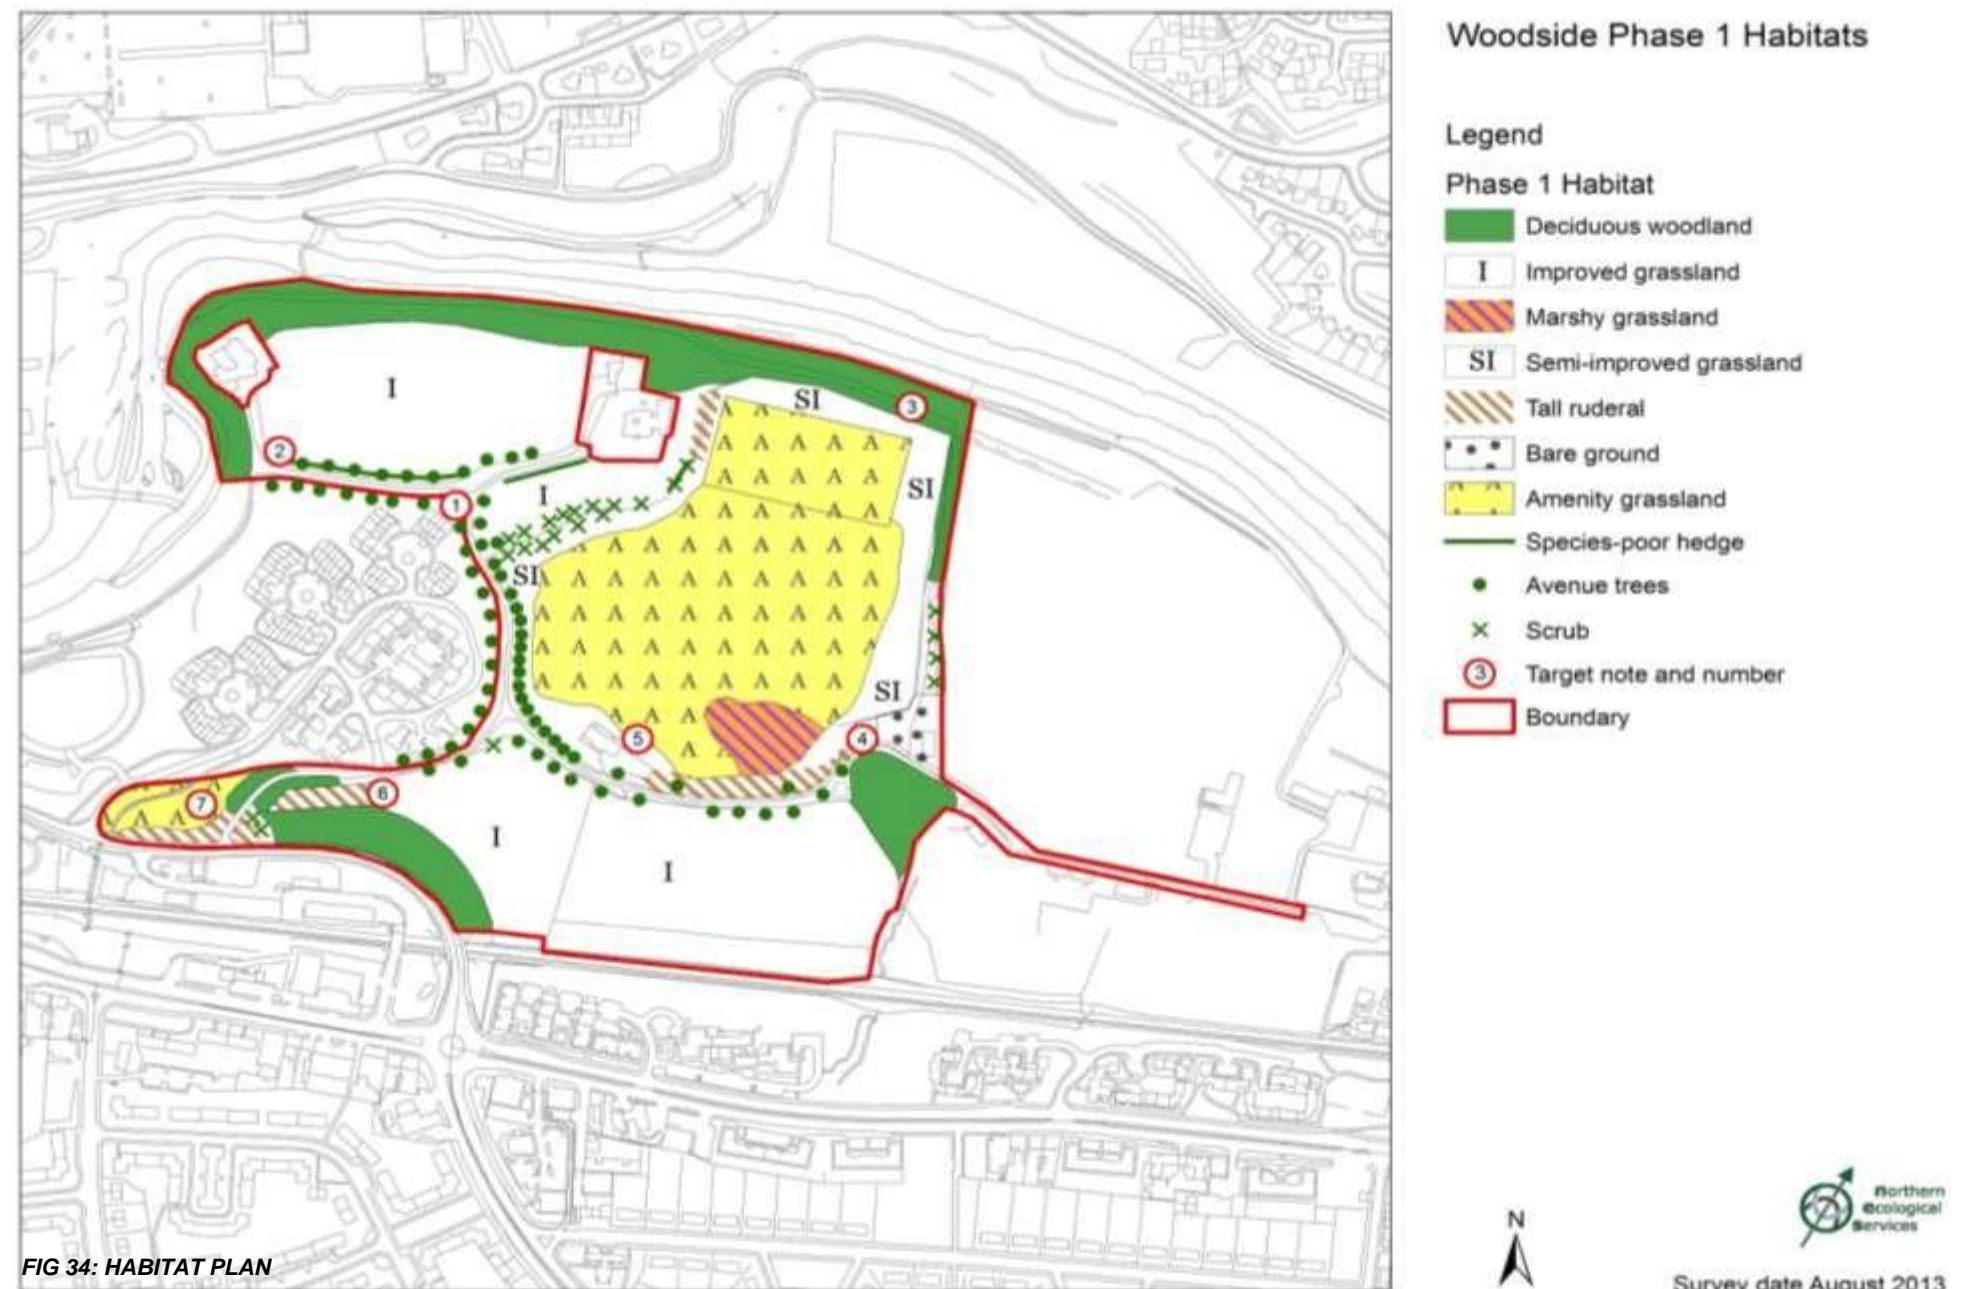 Woodside Phase 1 Habitats
Legend
Phase 1 Habitat
Deciduous woodland
I Improved grassland
Marshy grassland
SI Semi-improved grassland
Tall ruderal
Bare ground
Amenity grassland
Species-poor hedge
Avenue trees
Scrub
3 Target note and number
Boundary
I
SI
3
2
SI
1
I
SI
SI
5
4
7
6
I
I
N
northern
ecological
services
Survey date August 2013
FIG 34: HABITAT PLAN